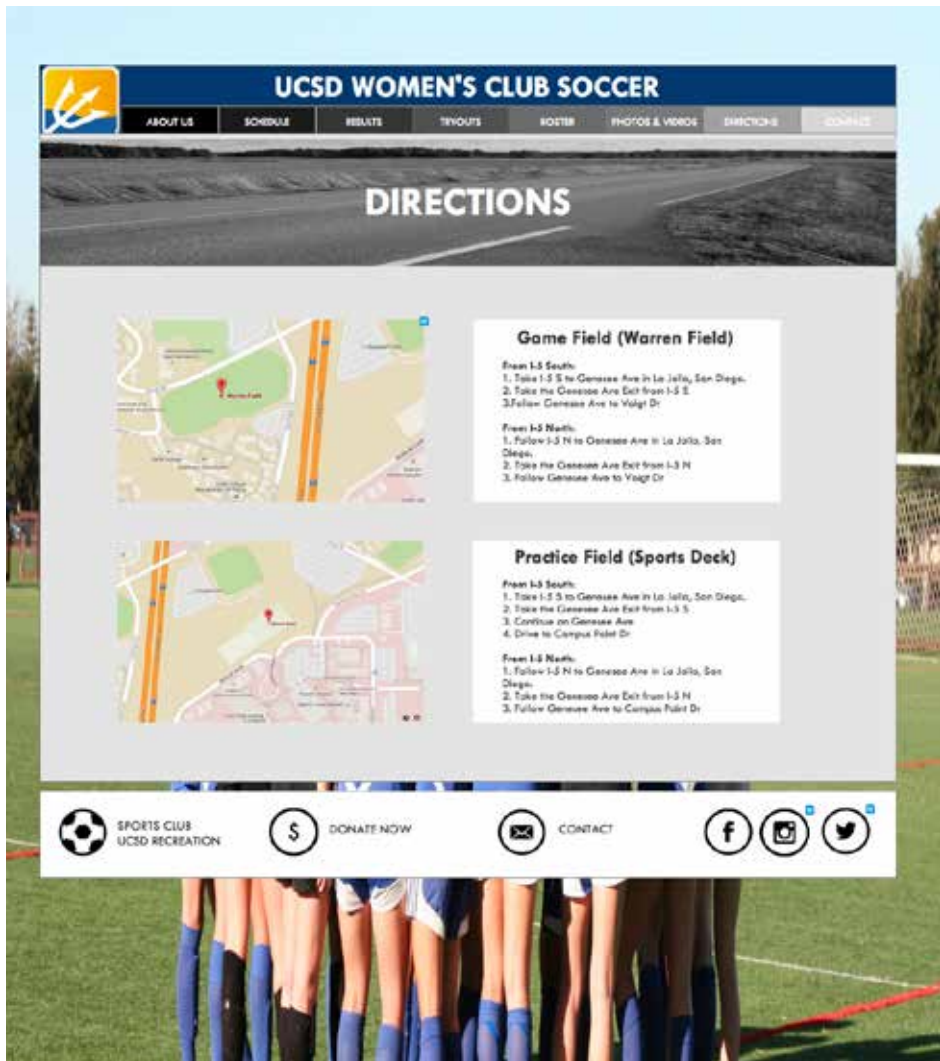 UCSD WOMEN'S CLUB SOCCER
ABOUT US SCHEDULE RESULTS TRYOUTS ROSTER PHOTOS & VIDEOS DIRECTIONS
DIRECTIONS
Warren Field
Game Field (Warren Field)
From I-5 South:
1. Take I-5 S to Genesee Ave in La Jolla, San Diego.
2. Take the Genesee Ave Exit from I-5 S
3.Follow Genesee Ave to Voigt Dr
From I-5 North:
1. Follow I-5 N to Genesee Ave in La Jolla, San
Diego.
2. Take the Genesee Ave Exit from I-5 N
3. Follow Genesee Ave to Voigt Dr
Practice Field (Sports Deck)
From I-5 South:
1. Take I-5 S to Genesee Ave in La Jolla, San Diego.
2. Take the Genesee Ave Exit from I-5 S
3. Continue on Genesee Ave
4. Drive to Campus Point Dr
From I-5 North:
1. Follow I-5 N to Genesee Ave in La Jolla, San
Diego.
2. Take the Genesee Ave Exit from I-5 N
3. Follow Genesee Ave to Campus Point Dr
SPORTS CLUB
UCSD RECREATION
$ DONATE NOW
CONTACT
f